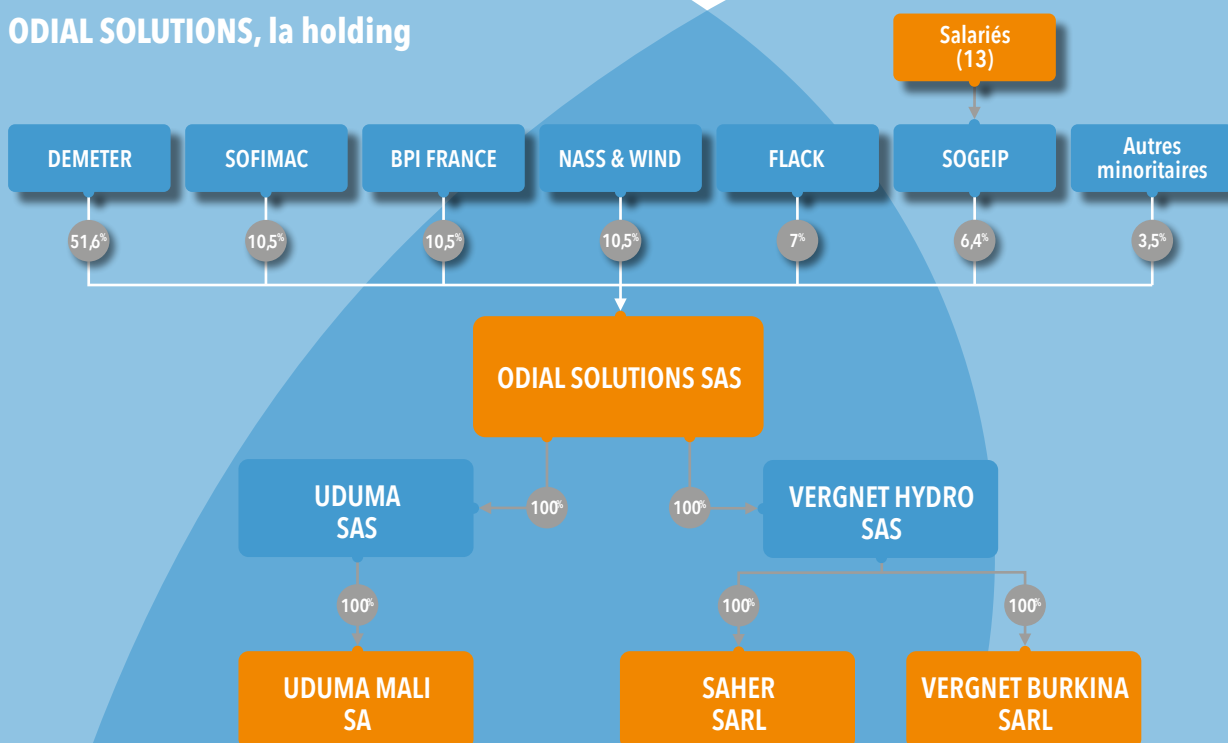 ODIAL SOLUTIONS, la holding
Salariés
(13)
DEMETER
SOFIMAC
BPI FRANCE
NASS & WIND
FLACK
SOGEIP
Autres
minoritaires
51,6%
10,5%
10,5%
10,5%
7%
6,4%
3,5%
ODIAL SOLUTIONS SAS
UDUMA
SAS
100%
100%
VERGNET HYDRO
SAS
100%
100%
100%
UDUMA MALI
SA
SAHER
SARL
VERGNET BURKINA
SARL